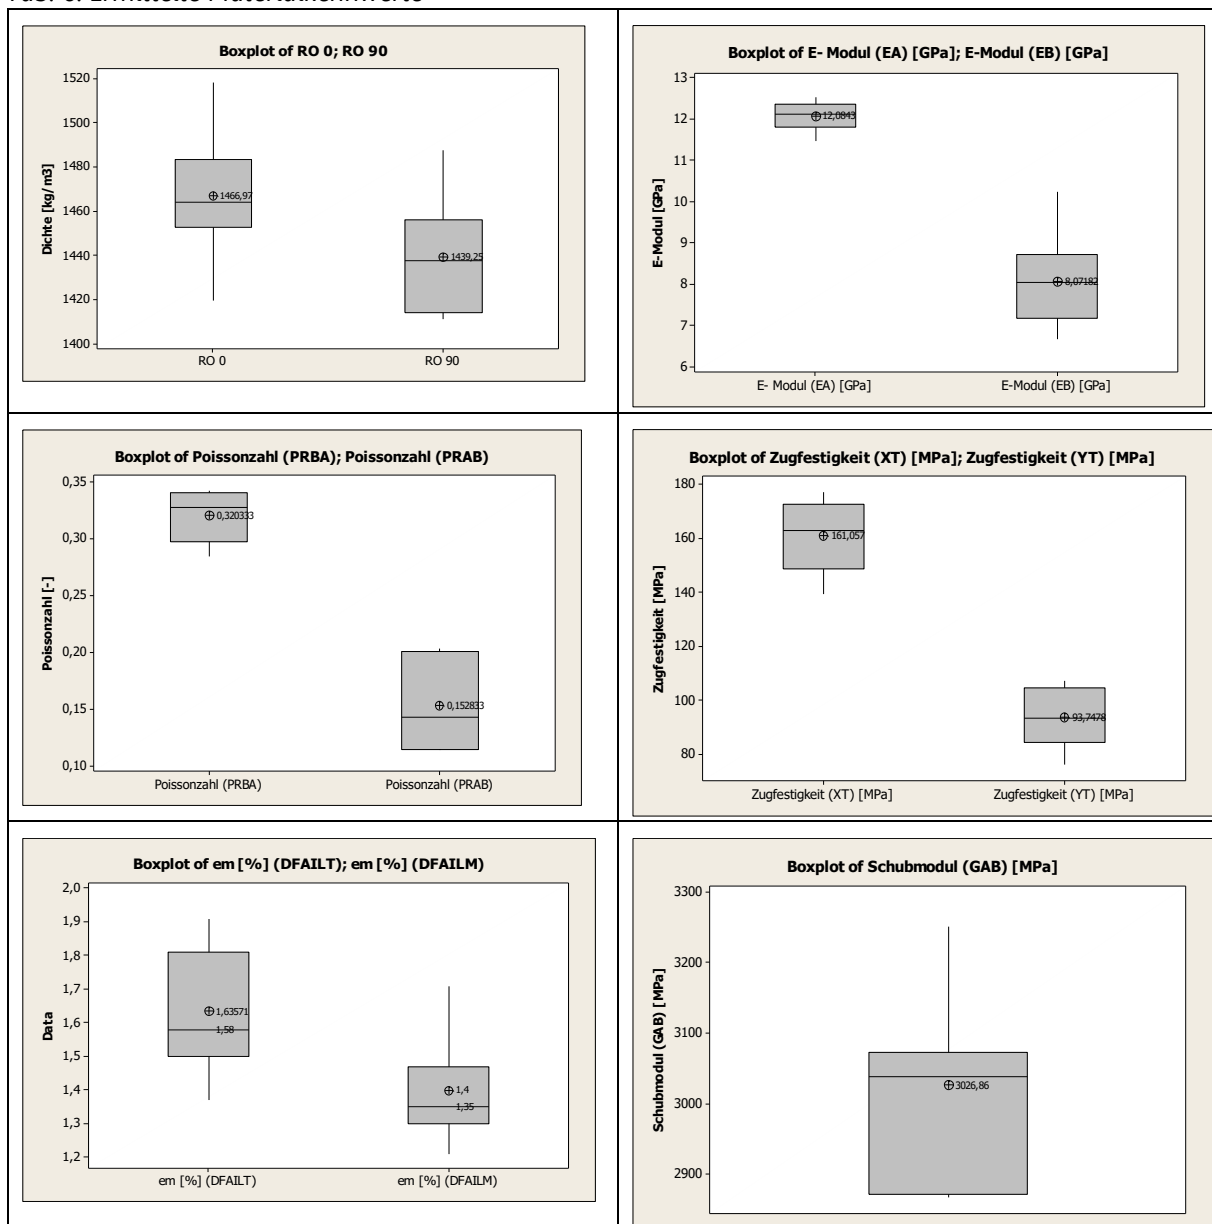 Boxplot of RO 0; RO 90
1520
1500
1480
1460
1440
1420
1400
Dichte [kg/m3]
1466,97
1439,25
RO 0
RO 90
Boxplot of E- Modul (EA) [GPa]; E-Modul (EB) [GPa]
13
12
11
10
9
8
7
6
E-Modul [GPa]
12,0843
8,07182
E- Modul (EA) [GPa]
E-Modul (EB) [GPa]
Boxplot of Poissonzahl (PRBA); Poissonzahl (PRAB)
0,35
0,30
0,25
0,20
0,15
0,10
Poissonzahl [-]
0,320333
0,152833
Poissonzahl (PRBA)
Poissonzahl (PRAB)
Boxplot of Zugfestigkeit (XT) [MPa]; Zugfestigkeit (YT) [MPa]
180
160
140
120
100
80
Zugfestigkeit [MPa]
161,057
93,7478
Zugfestigkeit (XT) [MPa]
Zugfestigkeit (YT) [MPa]
Boxplot of em [%] (DFAILT); em [%] (DFAILM)
2,0
1,9
1,8
1,7
1,6
1,5
1,4
1,3
1,2
Data
1,63571
1,58
1,4
1,35
em [%] (DFAILT)
em [%] (DFAILM)
Boxplot of Schubmodul (GAB) [MPa]
3300
3200
3100
3000
2900
Schubmodul (GAB) [MPa]
3026,86